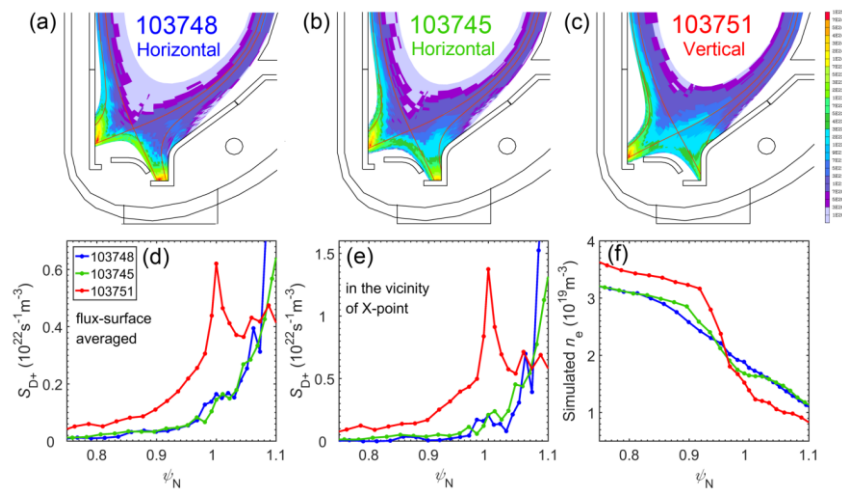 (a) 103748
Horizontal
(b) 103745
Horizontal
(c) 103751
Vertical
0.6
0.4
0.2
0
S_D+ (10^22 s^-1 m^-3)
103748
103745
103751
(d)
flux-surface
averaged
0.8 0.9 1 1.1
ψ_N
1.5
1
0.5
0
S_D+ (10^22 s^-1 m^-3)
(e)
in the vicinity
of X-point
0.8 0.9 1 1.1
ψ_N
4
3
2
1
Simulated n_e (10^19 m^-3)
(f)
0.8 0.9 1 1.1
ψ_N